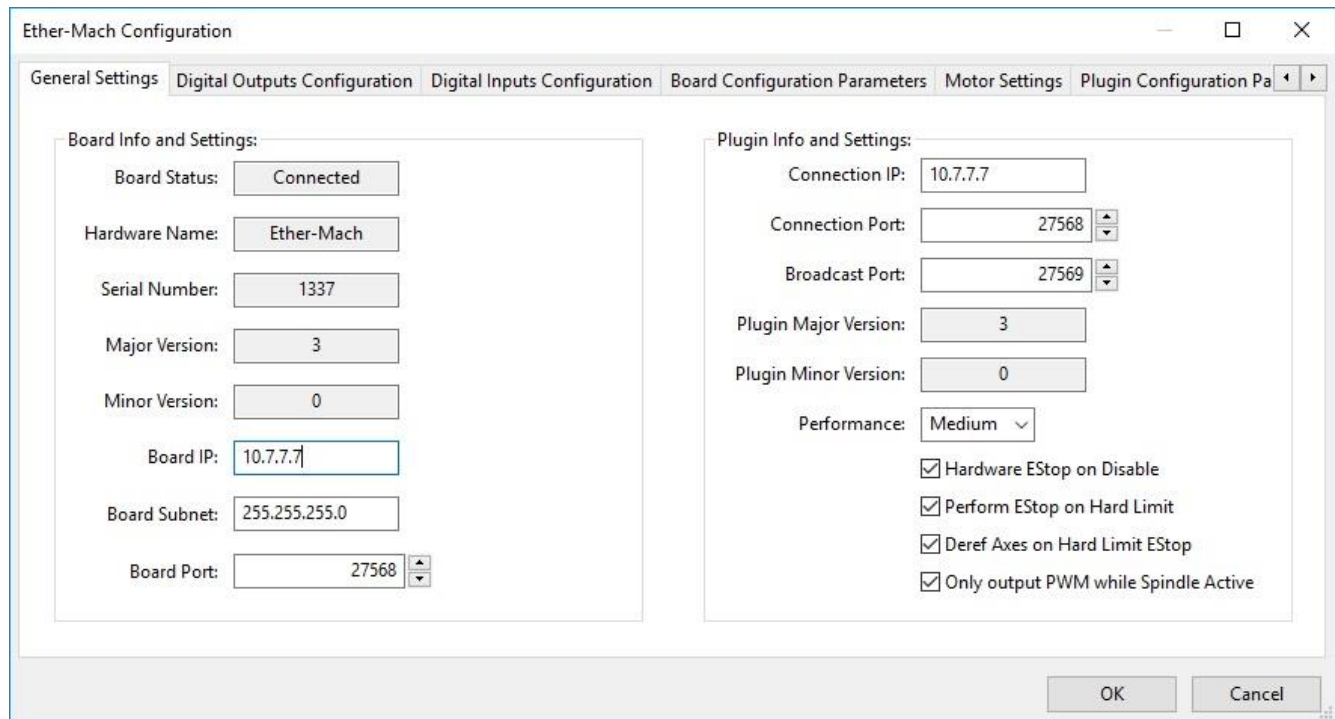 Ether-Mach Configuration
General Settings Digital Outputs Configuration Digital Inputs Configuration Board Configuration Parameters Motor Settings Plugin Configuration Pa
Board Info and Settings:
Board Status: Connected
Hardware Name: Ether-Mach
Serial Number: 1337
Major Version: 3
Minor Version: 0
Board IP: 10.7.7.7
Board Subnet: 255.255.255.0
Board Port: 27568
Plugin Info and Settings:
Connection IP: 10.7.7.7
Connection Port: 27568
Broadcast Port: 27569
Plugin Major Version: 3
Plugin Minor Version: 0
Performance: Medium
Hardware EStop on Disable
Perform EStop on Hard Limit
Deref Axes on Hard Limit EStop
Only output PWM while Spindle Active
OK Cancel